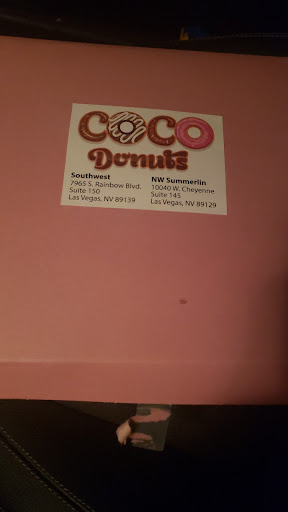 COCO
Donuts
Southwest
7965 S. Rainbow Blvd.
Suite 150
Las Vegas, NV 89139
NW Summerlin
10040 W. Cheyenne
Suite 145
Las Vegas, NV 89129